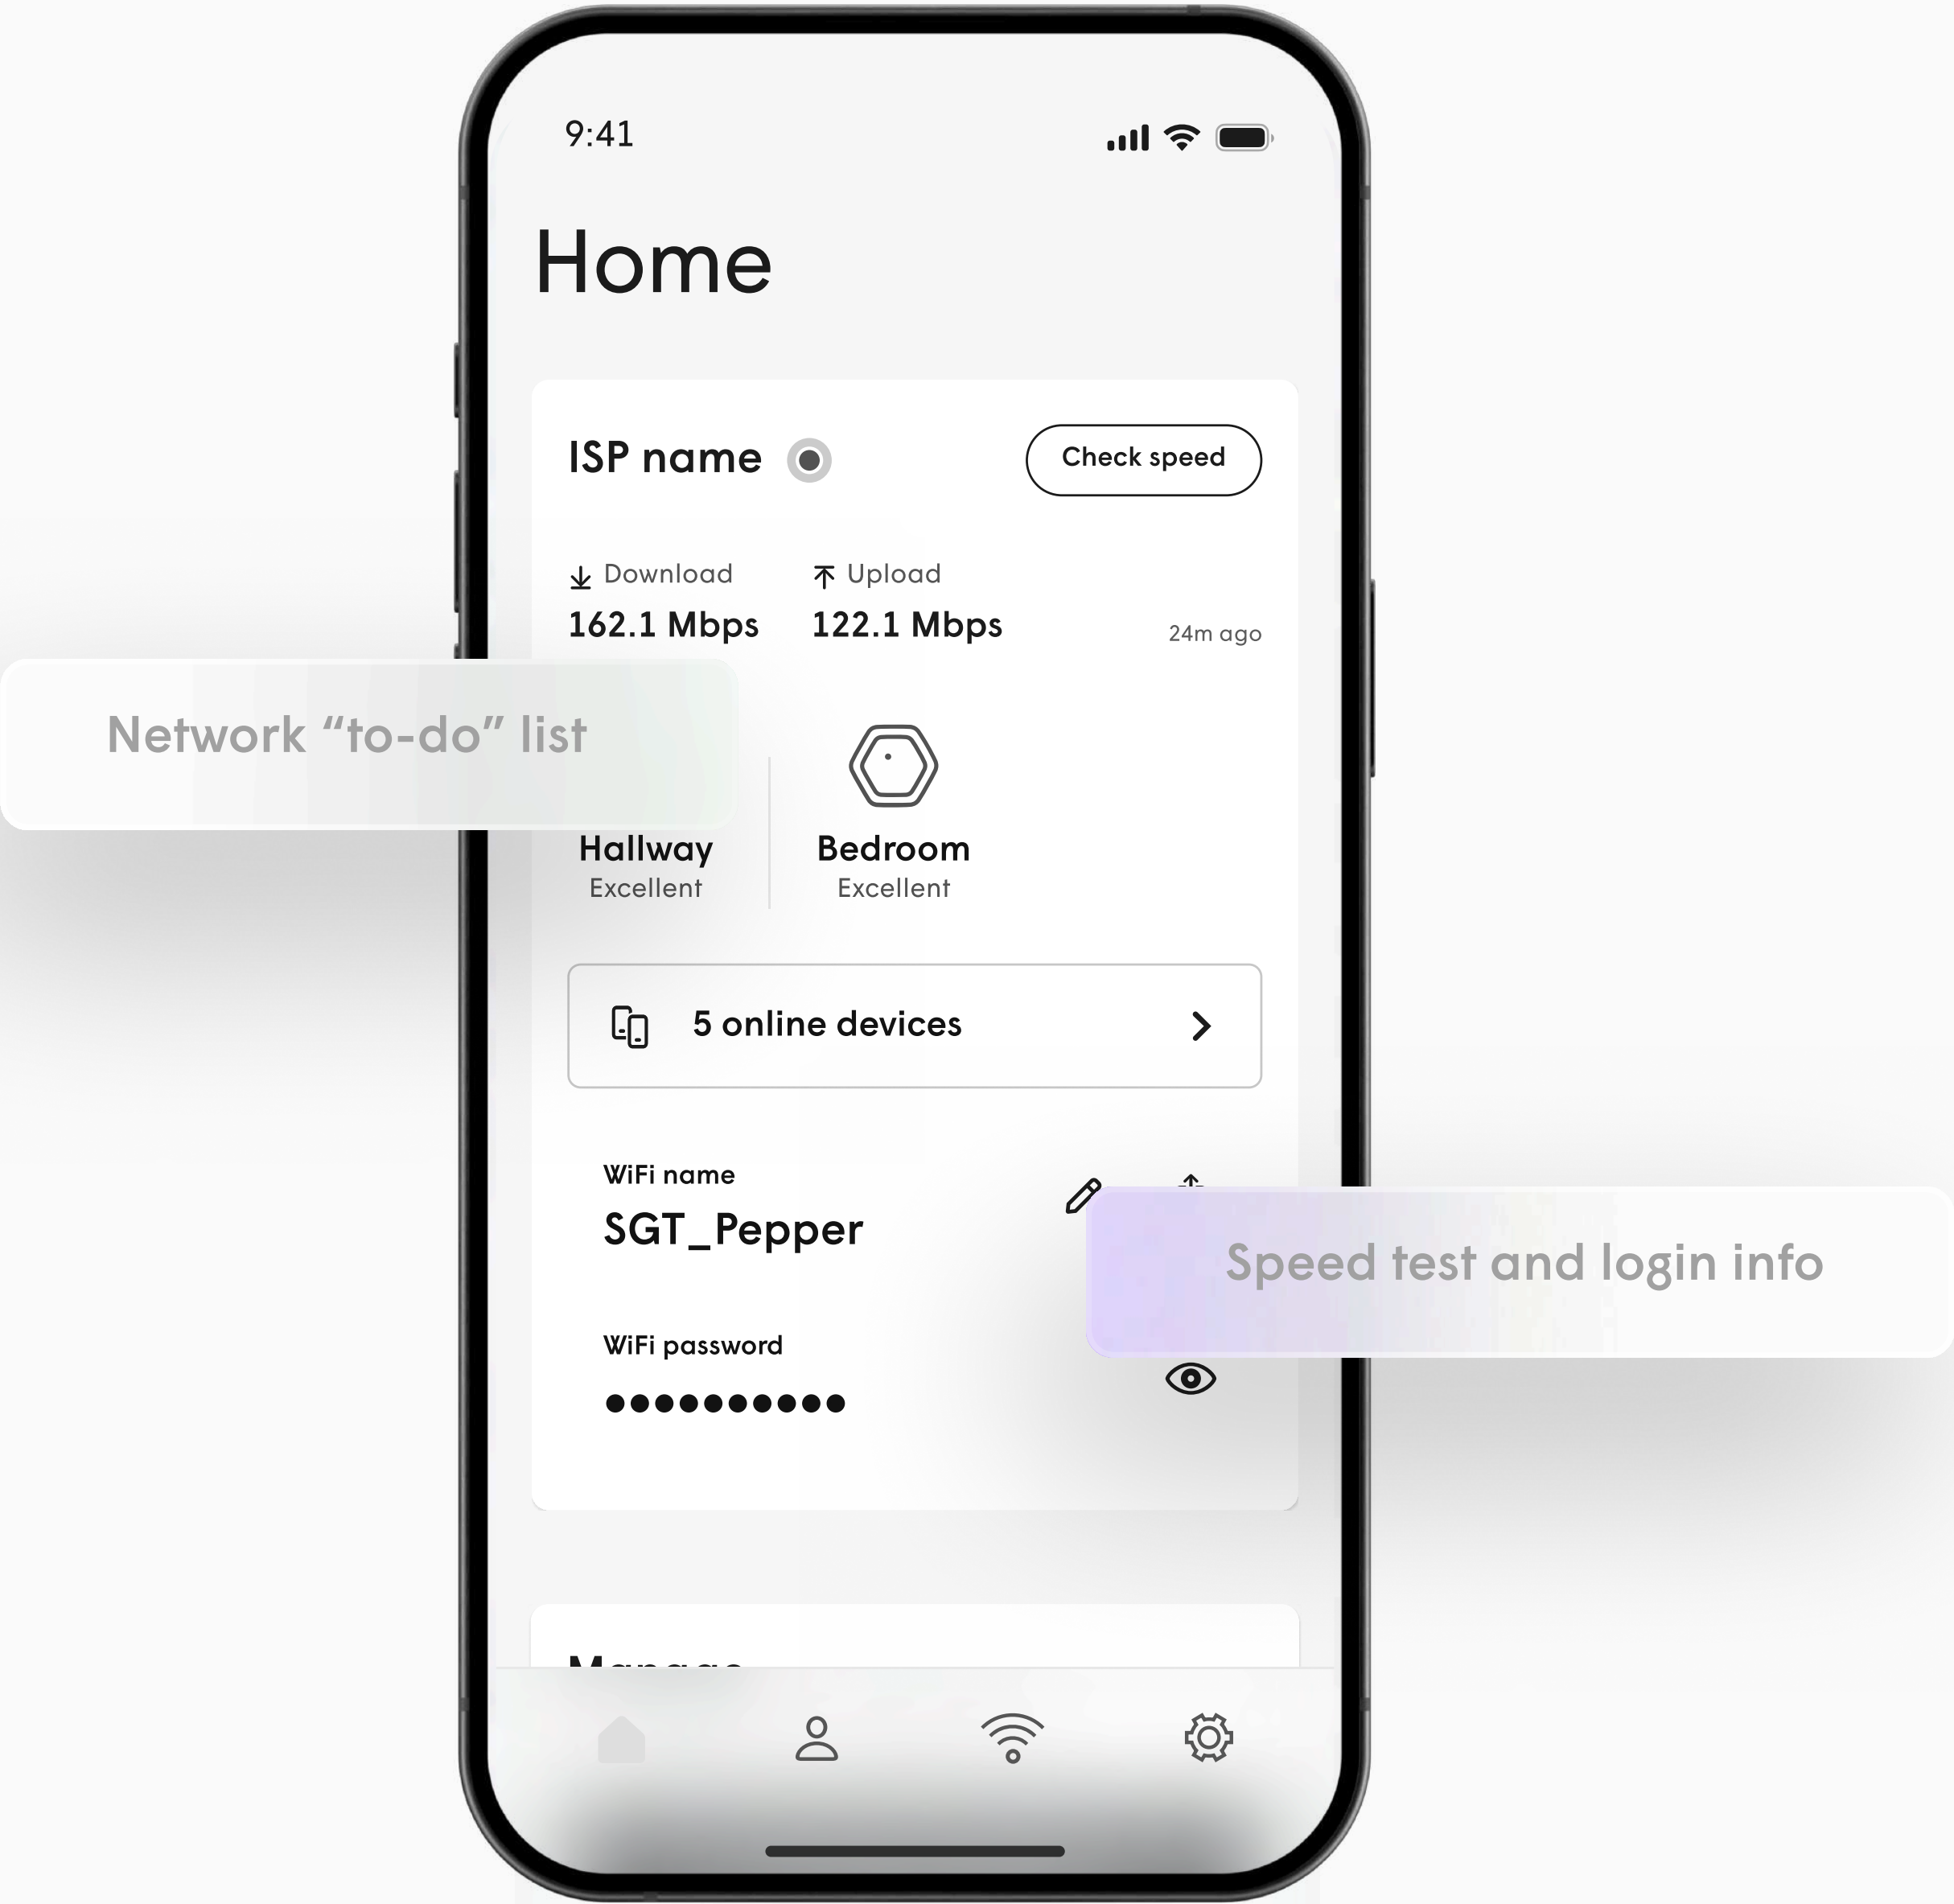 9:41
Home
ISP name
Check speed
Download
Upload
162.1 Mbps
122.1 Mbps
24m ago
Network “to-do” list
Hallway
Bedroom
Excellent
Excellent
5 online devices
WiFi name
SGT_Pepper
Speed test and login info
WiFi password
Manage